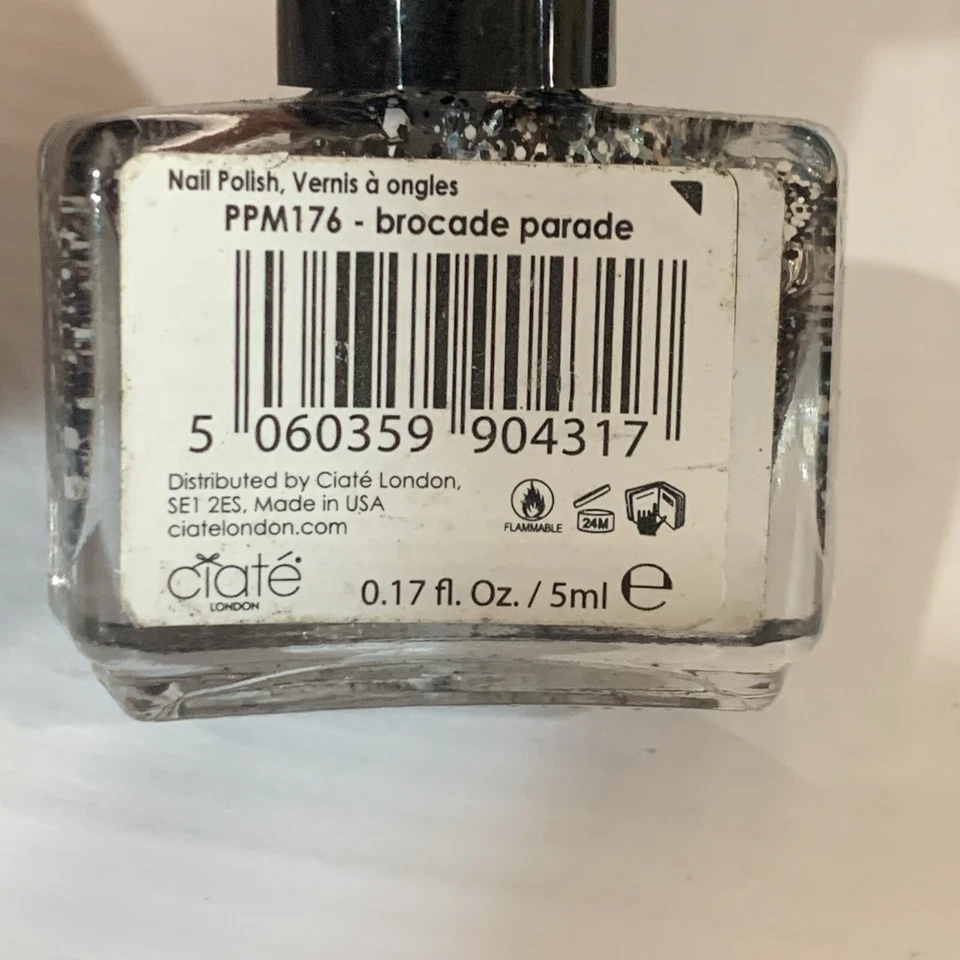 Nail Polish, Vernis à ongles
PPM176 - brocade parade
5 060359 904317
Distributed by Ciaté London,
SE1 2ES, Made in USA
ciatelondon.com
FLAMMABLE
24M
ciaté
LONDON
0.17 fl. Oz. / 5ml ℮